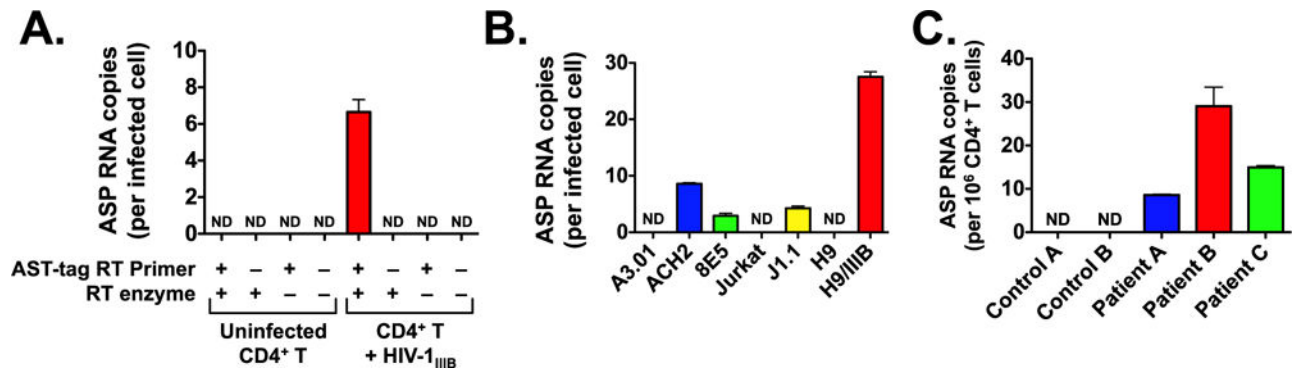 A.
ASP RNA copies
(per infected cell)
10
8
6
4
2
0
ND ND ND ND ND ND ND
AST-tag RT Primer + – + – + – + –
RT enzyme + + – – + + – –
Uninfected
CD4⁺ T
CD4⁺ T
+ HIV-1IIIB
B.
ASP RNA copies
(per infected cell)
30
20
10
0
ND ND ND
A3.01
ACH2
8E5
Jurkat
J1.1
H9
H9/IIIB
C.
ASP RNA copies
(per 10⁶ CD4⁺ T cells)
40
30
20
10
0
ND ND
Control A
Control B
Patient A
Patient B
Patient C